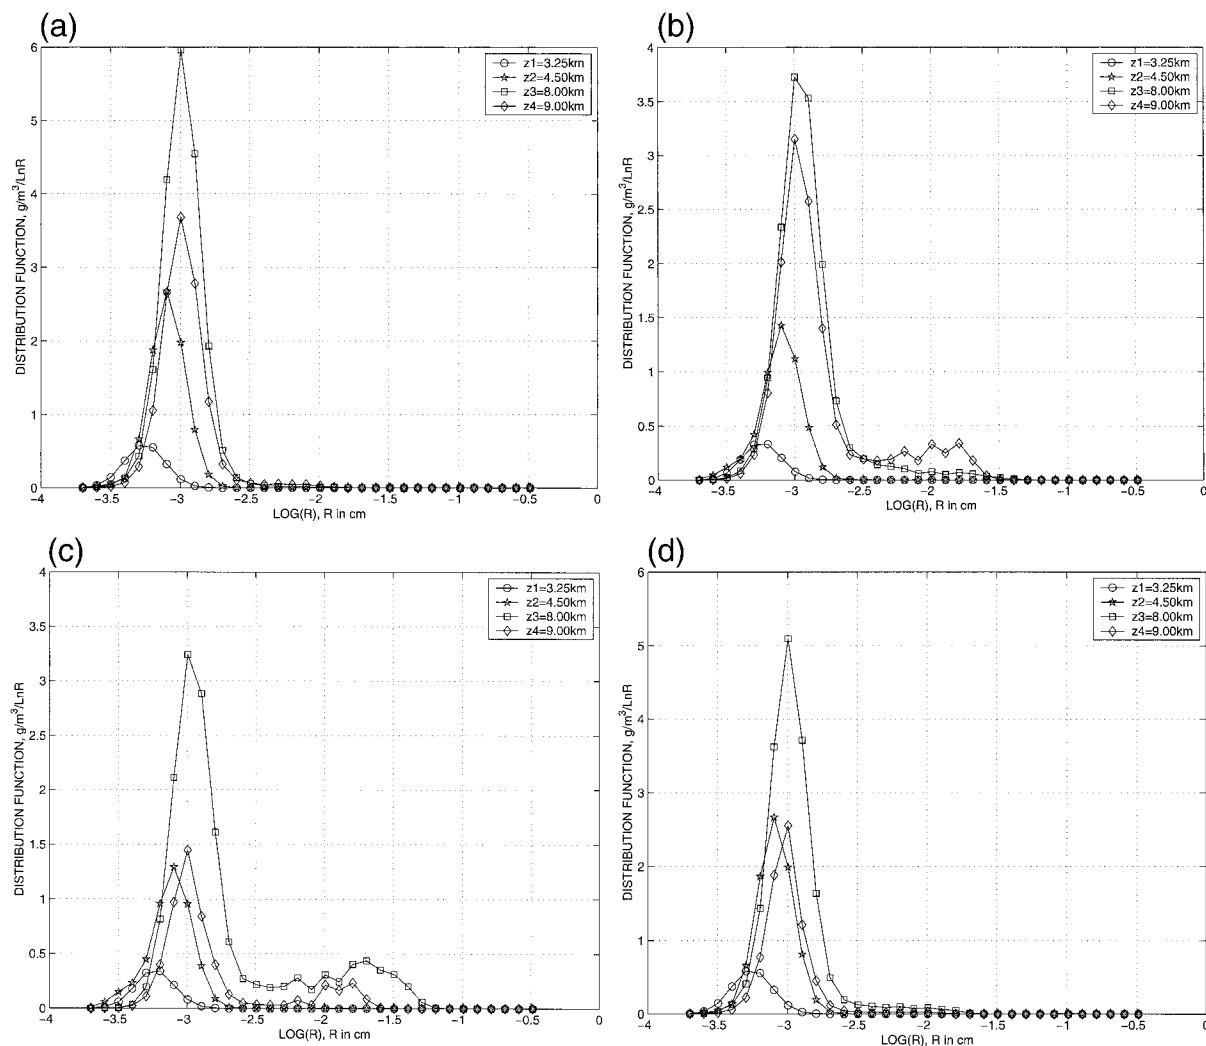 (a)
DISTRIBUTION FUNCTION, g/m³/LnR
6
5
4
3
2
1
0
z1=3.25km
z2=4.50km
z3=8.00km
z4=9.00km
−4 −3.5 −3 −2.5 −2 −1.5 −1 −0.5 0
LOG(R), R in cm
(b)
DISTRIBUTION FUNCTION, g/m³/LnR
4
3.5
3
2.5
2
1.5
1
0.5
0
z1=3.25km
z2=4.50km
z3=8.00km
z4=9.00km
−4 −3.5 −3 −2.5 −2 −1.5 −1 −0.5 0
LOG(R), R in cm
(c)
DISTRIBUTION FUNCTION, g/m³/LnR
4
3.5
3
2.5
2
1.5
1
0.5
0
z1=3.25km
z2=4.50km
z3=8.00km
z4=9.00km
−4 −3.5 −3 −2.5 −2 −1.5 −1 −0.5 0
LOG(R), R in cm
(d)
DISTRIBUTION FUNCTION, g/m³/LnR
6
5
4
3
2
1
0
z1=3.25km
z2=4.50km
z3=8.00km
z4=9.00km
−4 −3.5 −3 −2.5 −2 −1.5 −1 −0.5 0
LOG(R), R in cm